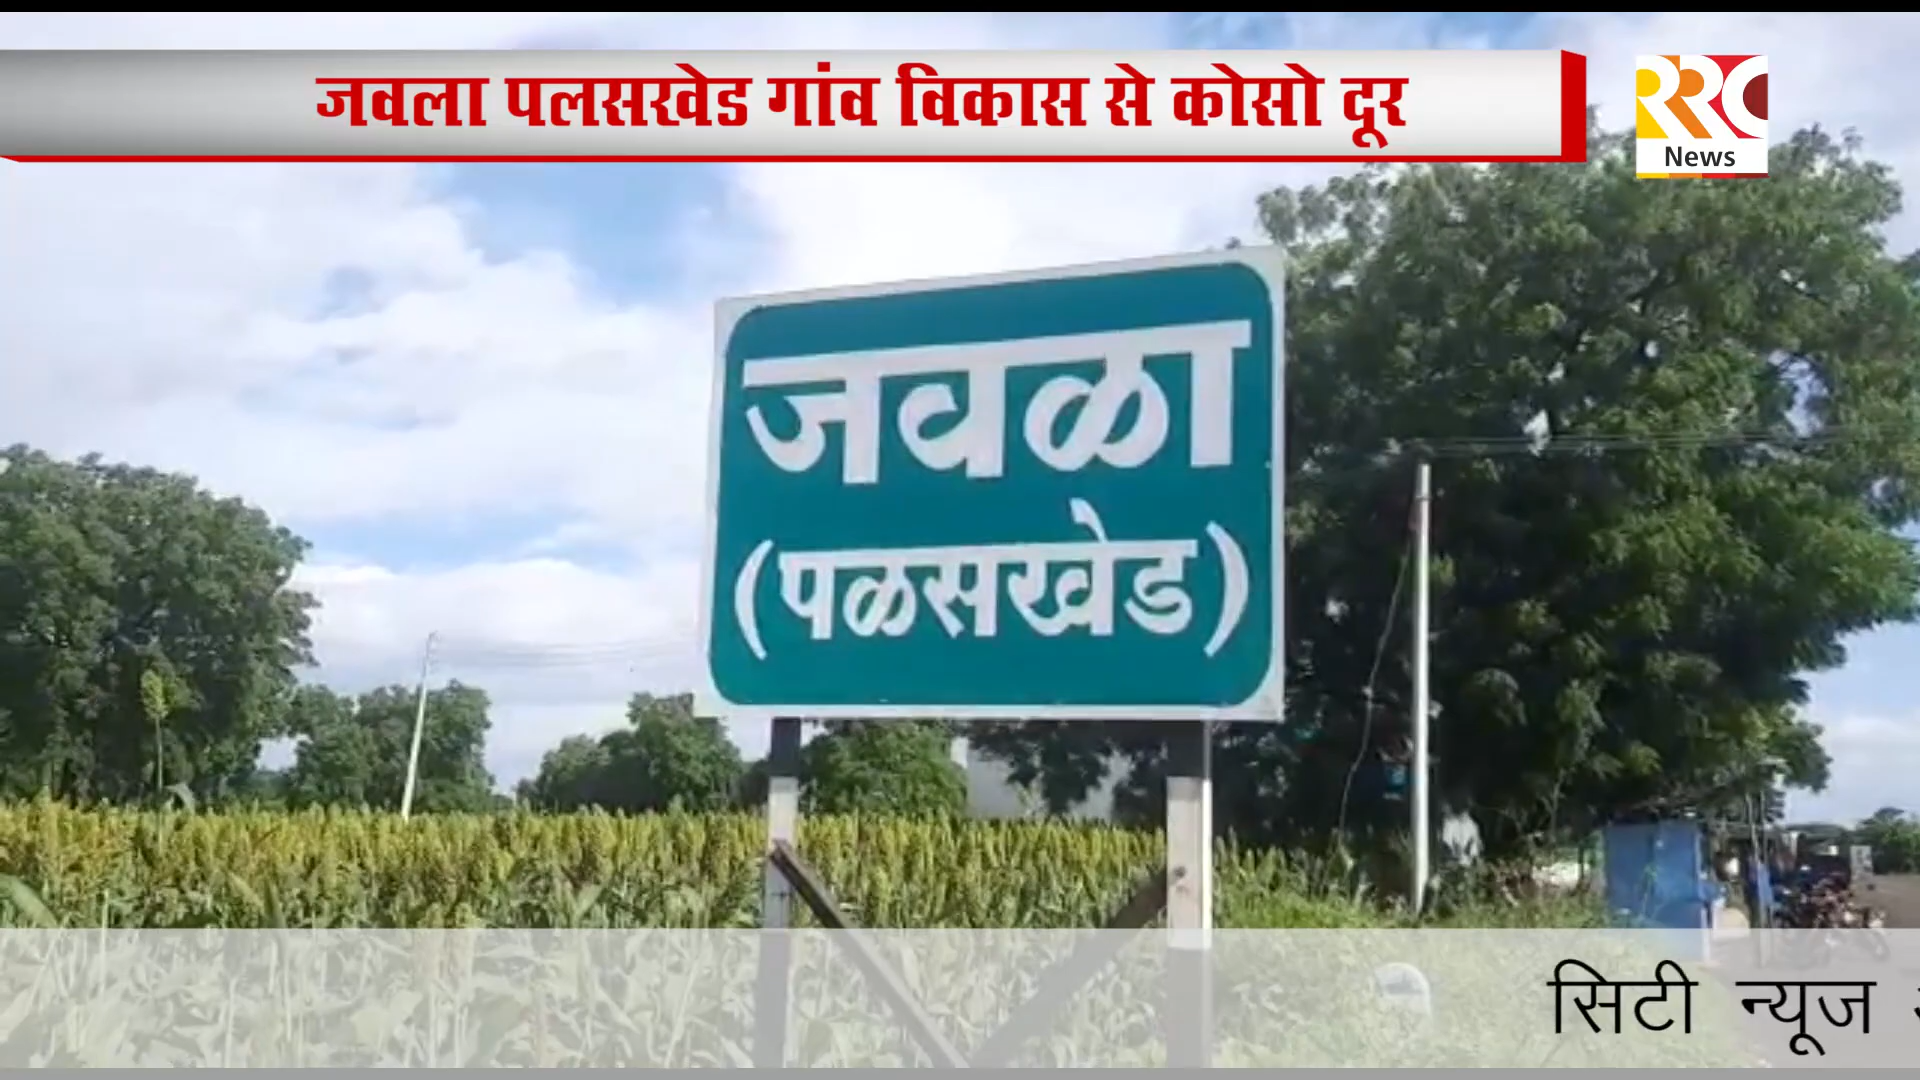 जवला पलसखेड गांव विकास से कोसो दूर
RRC
News
जवळा
(पळसखेड)
सिटी न्यूज